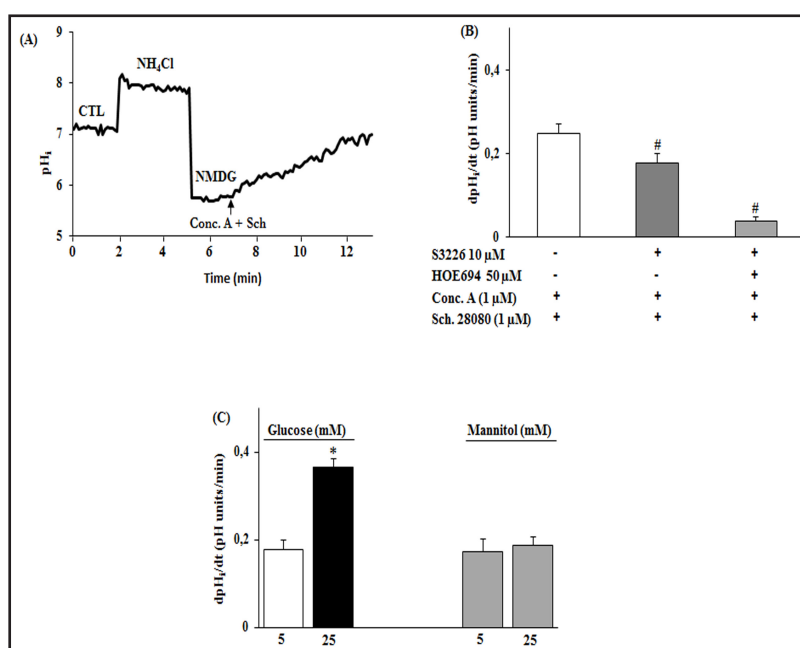 (A)
9
8
7
6
5
pHi
CTL
NH4Cl
NMDG
Conc. A + Sch
0 2 4 6 8 10 12
Time (min)
(B)
0,4
0,2
0
dpHi/dt (pH units/min)
# #
S3226 10 µM - + +
HOE694 50 µM - - +
Conc. A (1 µM) + + +
Sch. 28080 (1 µM) + + +
(C)
Glucose (mM) Mannitol (mM)
*
0,4
0,2
0
dpHi/dt (pH units/min)
5 25 5 25